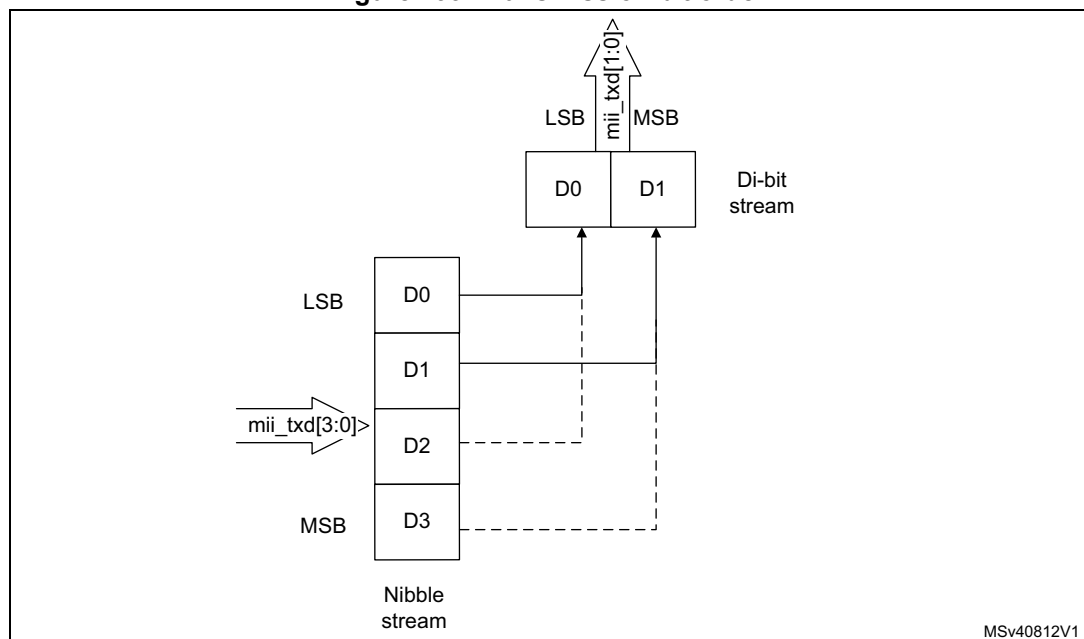 mii_txd[1:0]>
LSB
MSB
D0
D1
Di-bit
stream
LSB
D0
D1
mii_txd[3:0]>
D2
MSB
D3
Nibble
stream
MSv40812V1